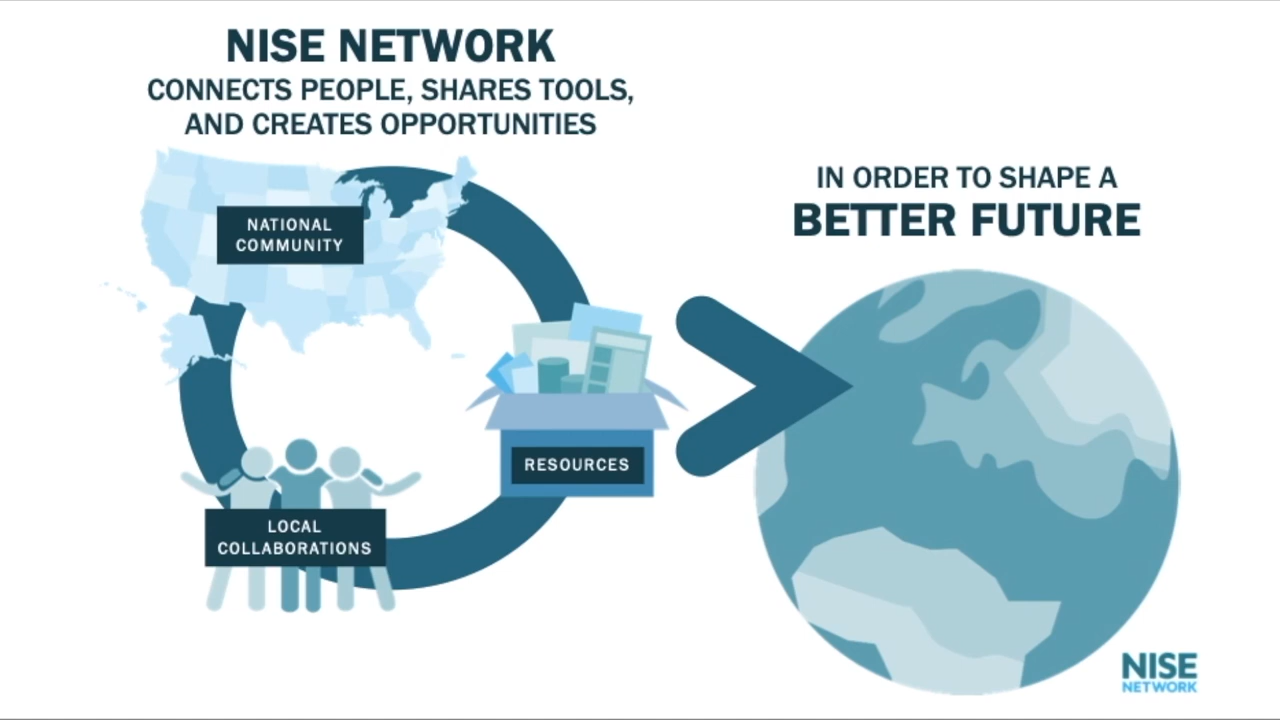 NISE NETWORK
CONNECTS PEOPLE, SHARES TOOLS,
AND CREATES OPPORTUNITIES
NATIONAL
COMMUNITY
RESOURCES
LOCAL
COLLABORATIONS
IN ORDER TO SHAPE A
BETTER FUTURE
NISE
NETWORK